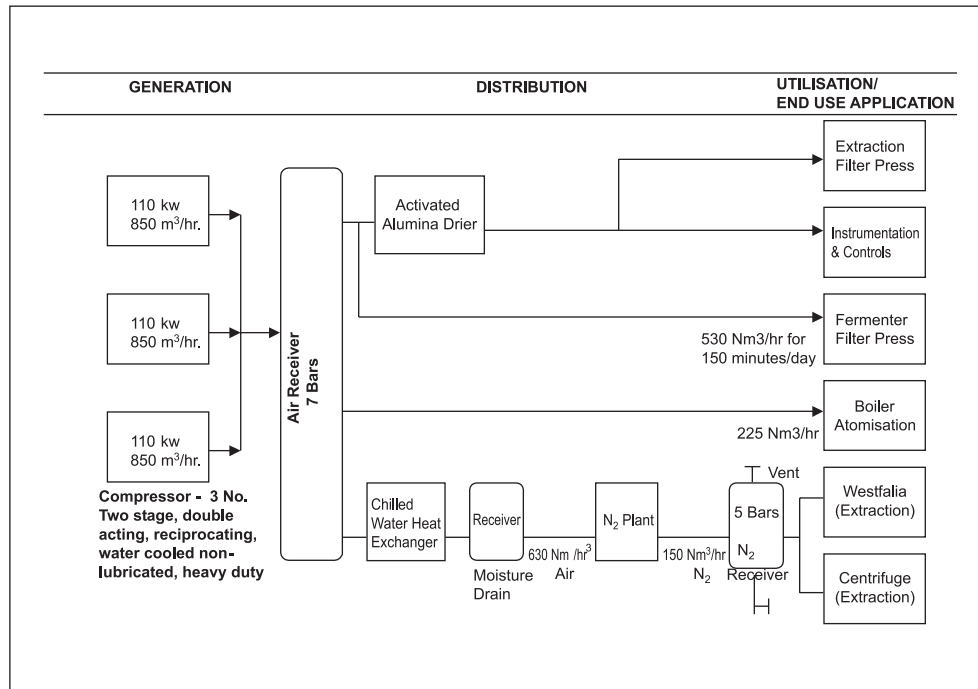 GENERATION
DISTRIBUTION
UTILISATION/
END USE APPLICATION
110 kw
850 m³/hr.
110 kw
850 m³/hr.
110 kw
850 m³/hr.
Compressor - 3 No.
Two stage, double
acting, reciprocating,
water cooled non-
lubricated, heavy duty
Air Receiver
7 Bars
Activated
Alumina Drier
Extraction
Filter Press
Instrumentation
& Controls
530 Nm3/hr for
150 minutes/day
Fermenter
Filter Press
225 Nm3/hr
Boiler
Atomisation
Chilled
Water Heat
Exchanger
Receiver
Moisture
Drain
630 Nm /hr³
Air
N₂ Plant
150 Nm³/hr
N₂
Vent
5 Bars
N₂
Receiver
Westfalia
(Extraction)
Centrifuge
(Extraction)